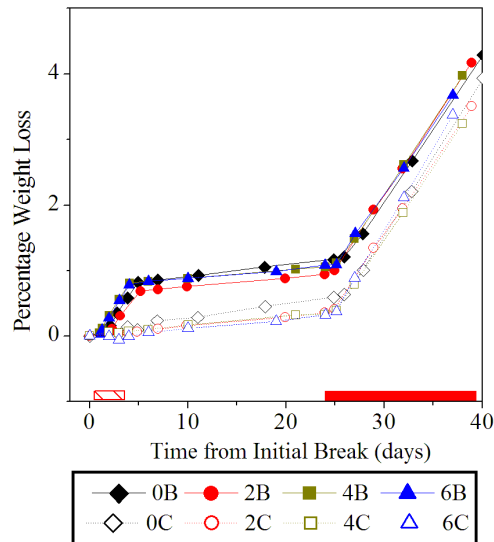 4
2
0
Percentage Weight Loss
0 10 20 30 40
Time from Initial Break (days)
0B 2B 4B 6B
0C 2C 4C 6C